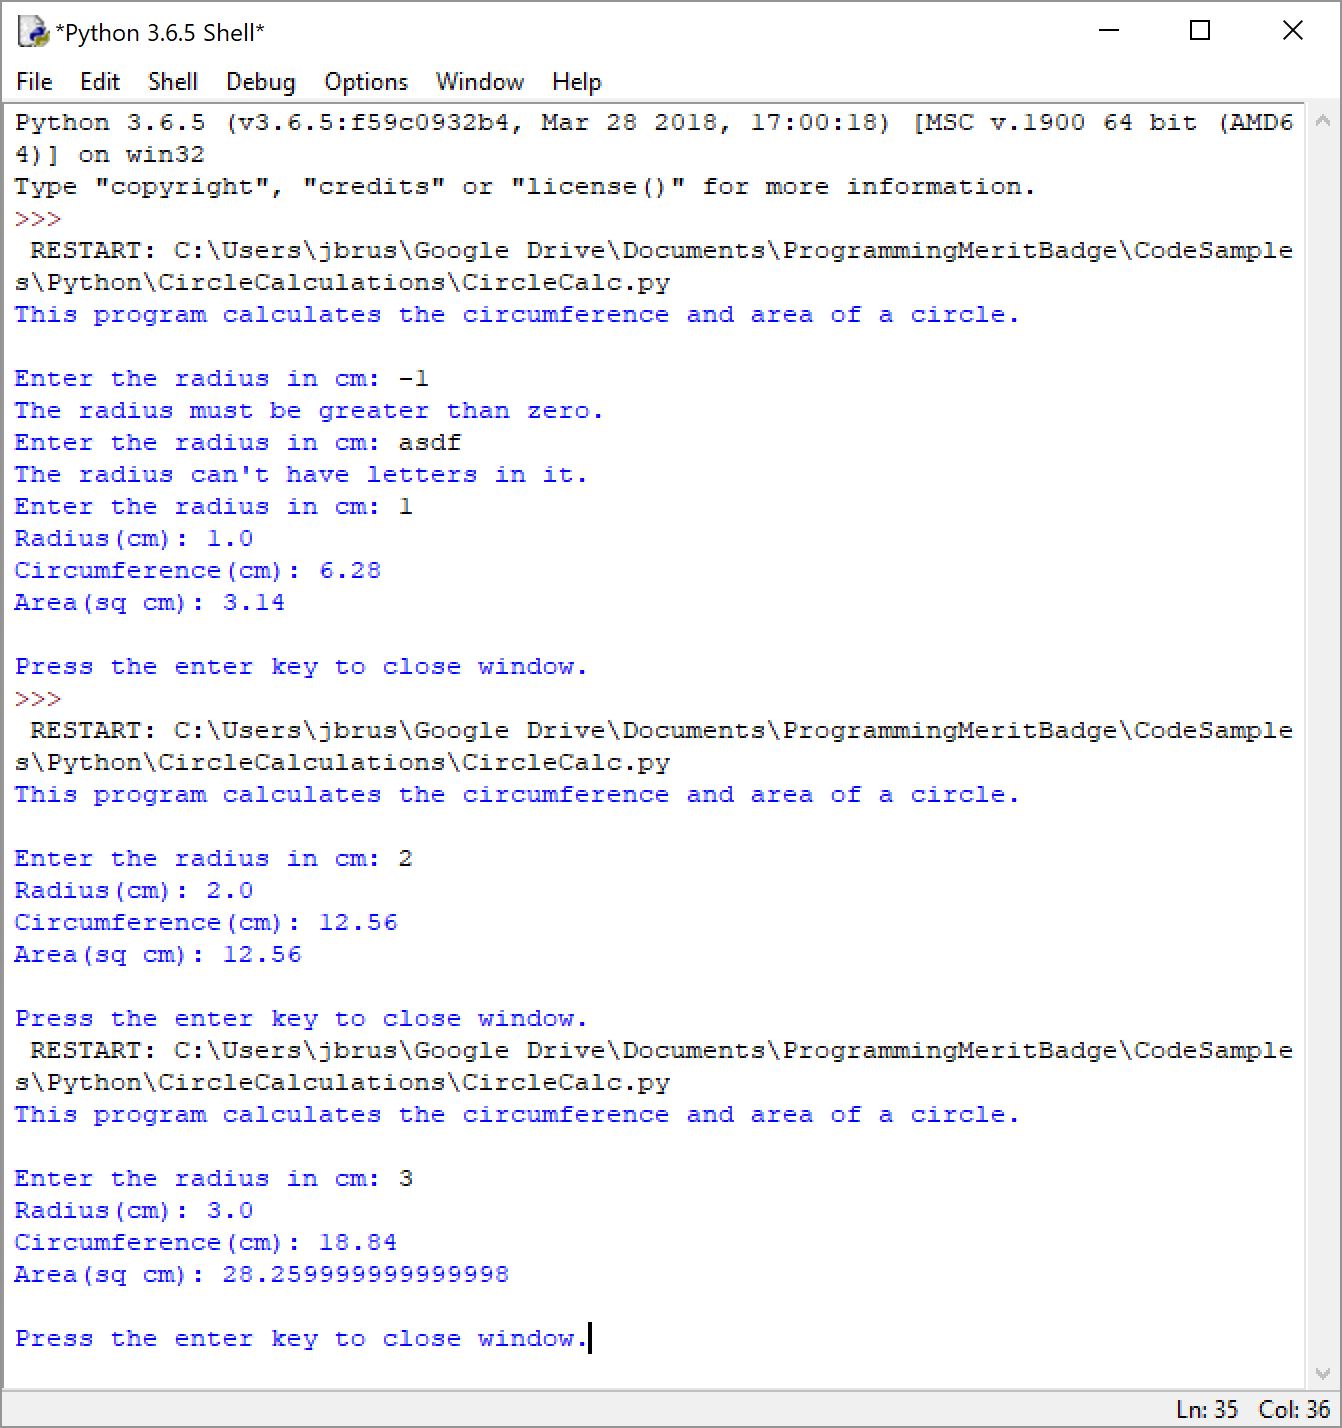 *Python 3.6.5 Shell*
File Edit Shell Debug Options Window Help
Python 3.6.5 (v3.6.5:f59c0932b4, Mar 28 2018, 17:00:18) [MSC v.1900 64 bit (AMD6
4)] on win32
Type "copyright", "credits" or "license()" for more information.
>>>
RESTART: C:\Users\jbrus\Google Drive\Documents\ProgrammingMeritBadge\CodeSample
s\Python\CircleCalculations\CircleCalc.py
This program calculates the circumference and area of a circle.

Enter the radius in cm: -1
The radius must be greater than zero.
Enter the radius in cm: asdf
The radius can't have letters in it.
Enter the radius in cm: 1
Radius(cm): 1.0
Circumference(cm): 6.28
Area(sq cm): 3.14

Press the enter key to close window.
>>>
RESTART: C:\Users\jbrus\Google Drive\Documents\ProgrammingMeritBadge\CodeSample
s\Python\CircleCalculations\CircleCalc.py
This program calculates the circumference and area of a circle.

Enter the radius in cm: 2
Radius(cm): 2.0
Circumference(cm): 12.56
Area(sq cm): 12.56

Press the enter key to close window.
RESTART: C:\Users\jbrus\Google Drive\Documents\ProgrammingMeritBadge\CodeSample
s\Python\CircleCalculations\CircleCalc.py
This program calculates the circumference and area of a circle.

Enter the radius in cm: 3
Radius(cm): 3.0
Circumference(cm): 18.84
Area(sq cm): 28.259999999999998

Press the enter key to close window.
Ln: 35 Col: 36